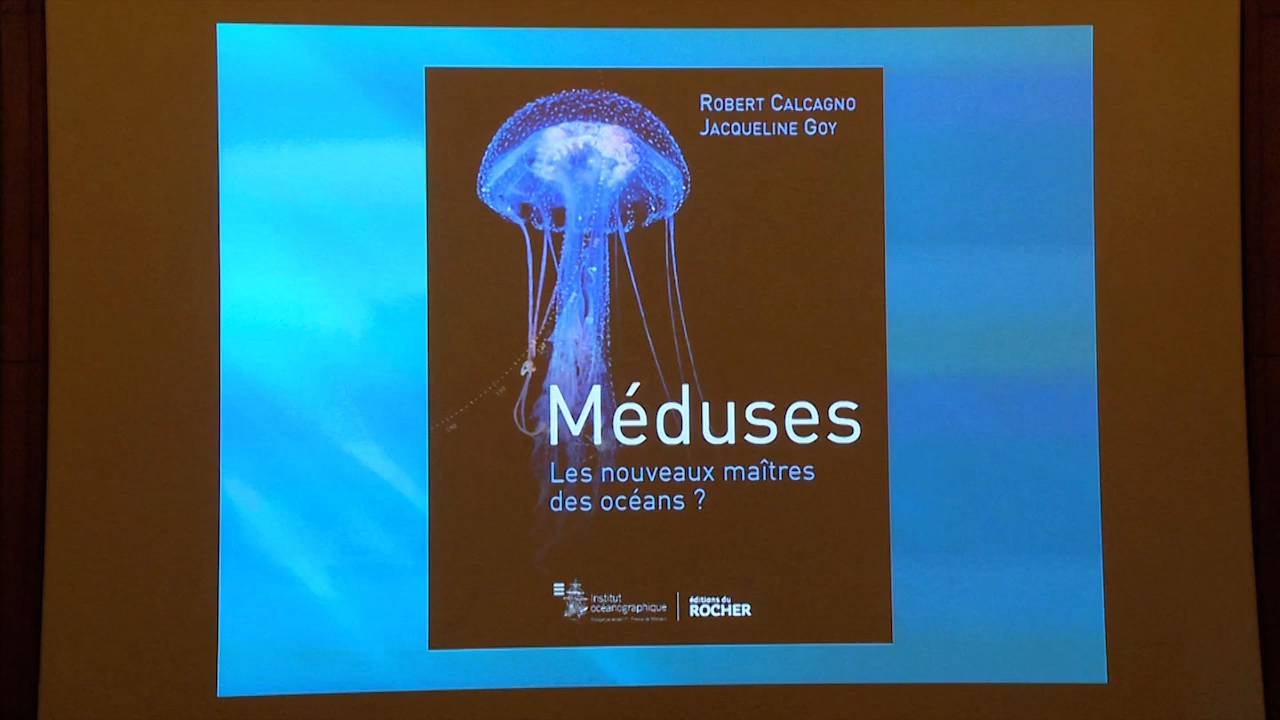 ROBERT CALCAGNO
JACQUELINE GOY
Méduses
Les nouveaux maîtres
des océans ?
Institut
océanographique
éditions du
ROCHER